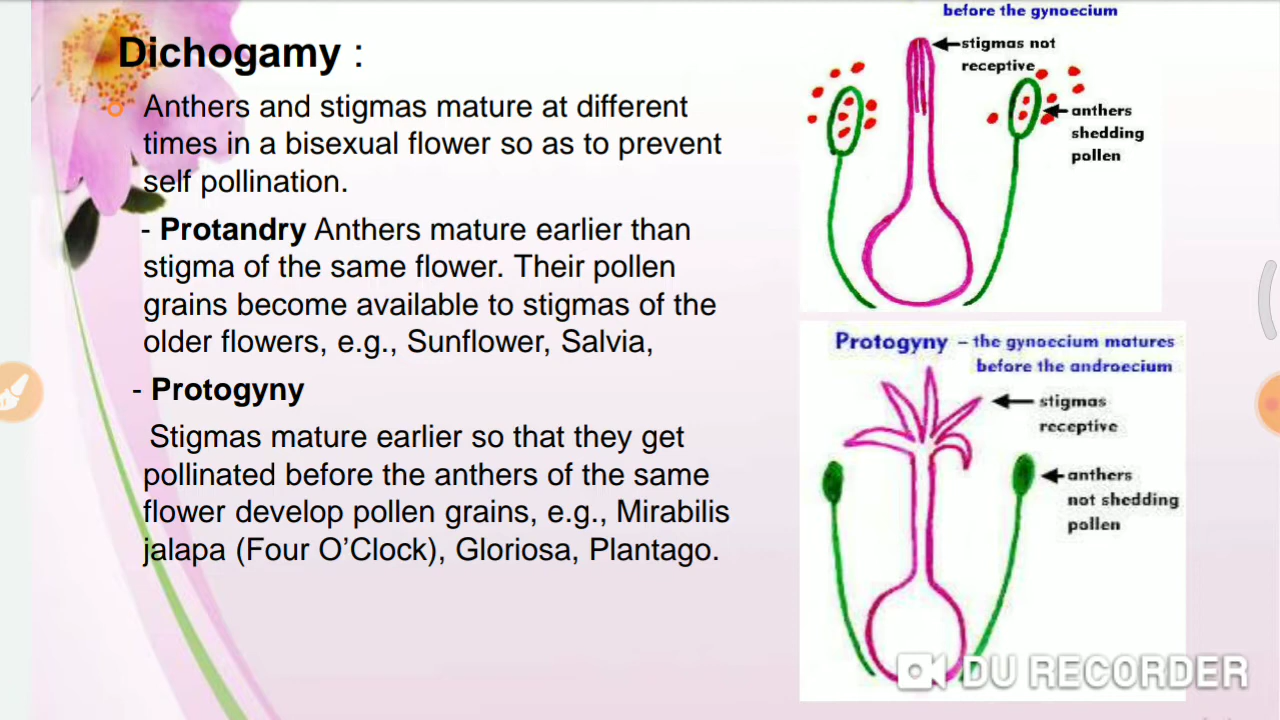 Dichogamy :
Anthers and stigmas mature at different
times in a bisexual flower so as to prevent
self pollination.
- Protandry Anthers mature earlier than
stigma of the same flower. Their pollen
grains become available to stigmas of the
older flowers, e.g., Sunflower, Salvia,
- Protogyny
Stigmas mature earlier so that they get
pollinated before the anthers of the same
flower develop pollen grains, e.g., Mirabilis
jalapa (Four O’Clock), Gloriosa, Plantago.
before the gynoecium
stigmas not
receptive
anthers
shedding
pollen
Protogyny – the gynoecium matures
before the androecium
stigmas
receptive
anthers
not shedding
pollen
DU RECORDER